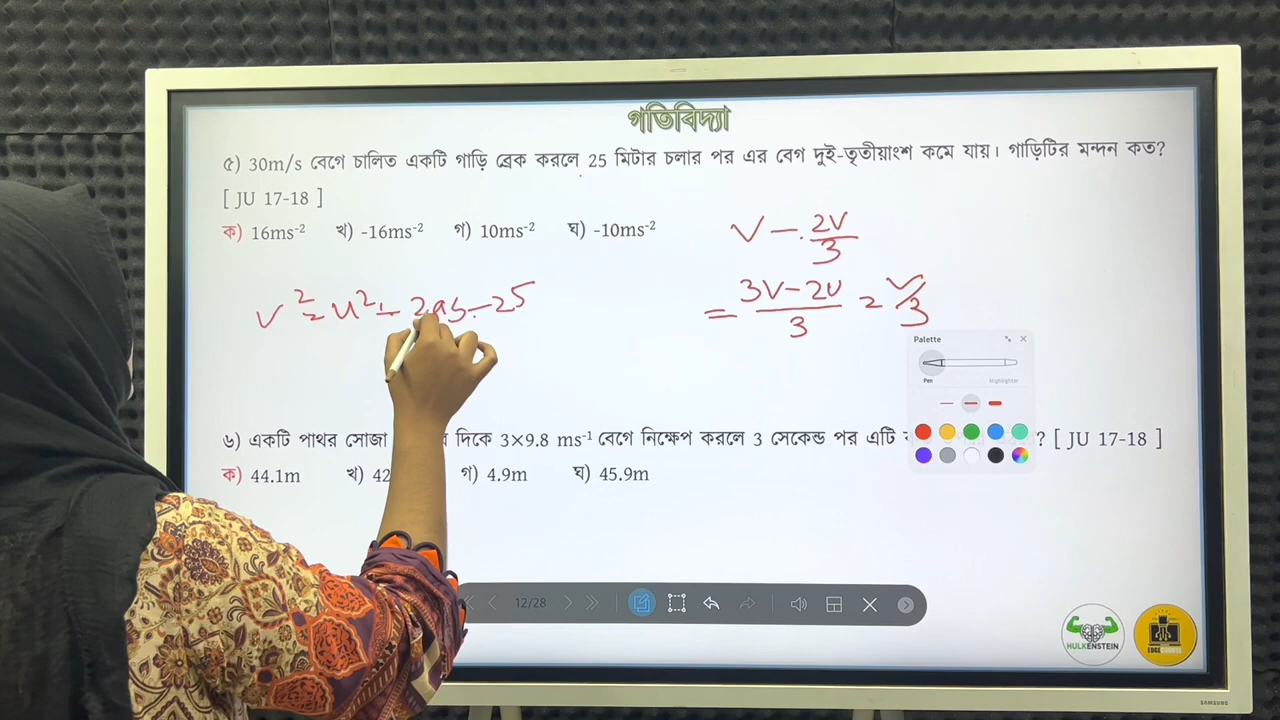 গতিবিদ্যা
৫) 30m/s বেগে চালিত একটি গাড়ি ব্রেক করলে 25 মিটার চলার পর এর বেগ দুই-তৃতীয়াংশ কমে যায়। গাড়িটির মন্দন কত?
[ JU 17-18 ]
ক) 16ms⁻² খ) -16ms⁻² গ) 10ms⁻² ঘ) -10ms⁻²
V - 2V/3
= 3V-2V/3 = V/3
v² = u² - 2as
Palette
Pen Highlighter
৬) একটি পাথর সোজা দিকে 3×9.8 ms⁻¹ বেগে নিক্ষেপ করলে 3 সেকেন্ড পর এটি ? [ JU 17-18 ]
ক) 44.1m খ) 42 গ) 4.9m ঘ) 45.9m
12/28
HULKENSTEIN
EDGE COURSE
SAMSUNG